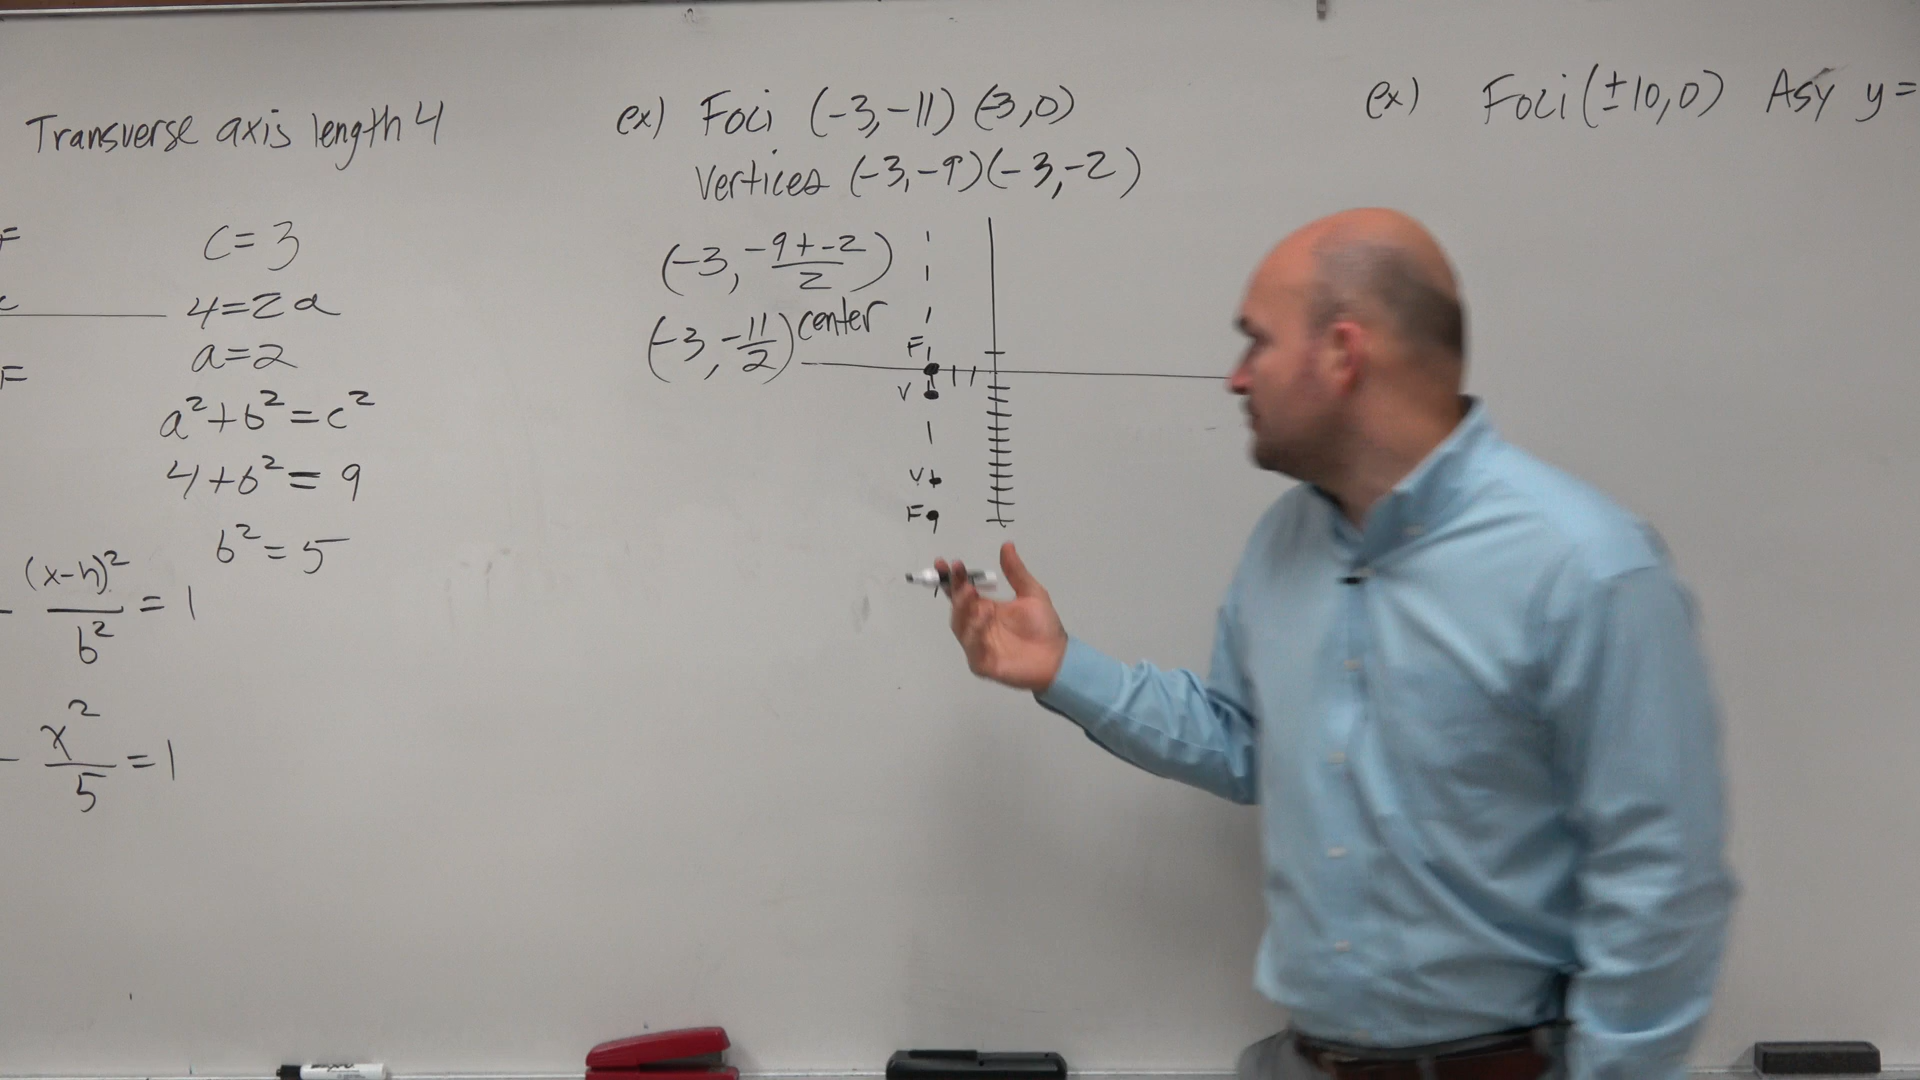 Transverse axis length 4
F
c = 3
c
4 = 2a
F
a = 2
a² + b² = c²
4 + b² = 9
b² = 5
- (x-h)²/b² = 1
- x²/5 = 1
ex) Foci (-3,-11) (-3,0)
Vertices (-3,-9)(-3,-2)
(-3, -9+-2/2)
(-3, -11/2) center
F
V
V
F
ex) Foci (±10,0) Asy y=